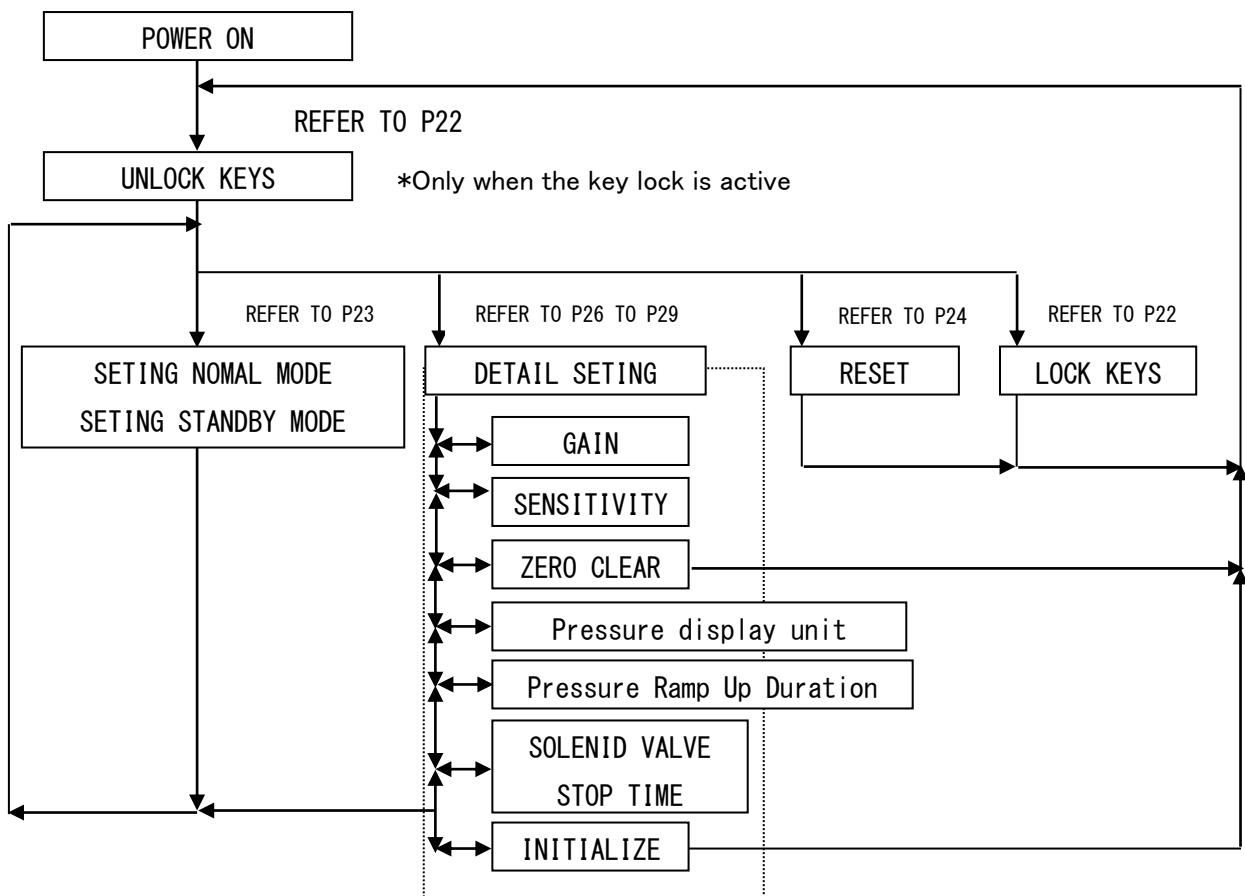 POWER ON
REFER TO P22
UNLOCK KEYS
*Only when the key lock is active
REFER TO P23
REFER TO P26 TO P29
REFER TO P24
REFER TO P22
SETING NOMAL MODE
SETING STANDBY MODE
DETAIL SETING
RESET
LOCK KEYS
GAIN
SENSITIVITY
ZERO CLEAR
Pressure display unit
Pressure Ramp Up Duration
SOLENID VALVE
STOP TIME
INITIALIZE